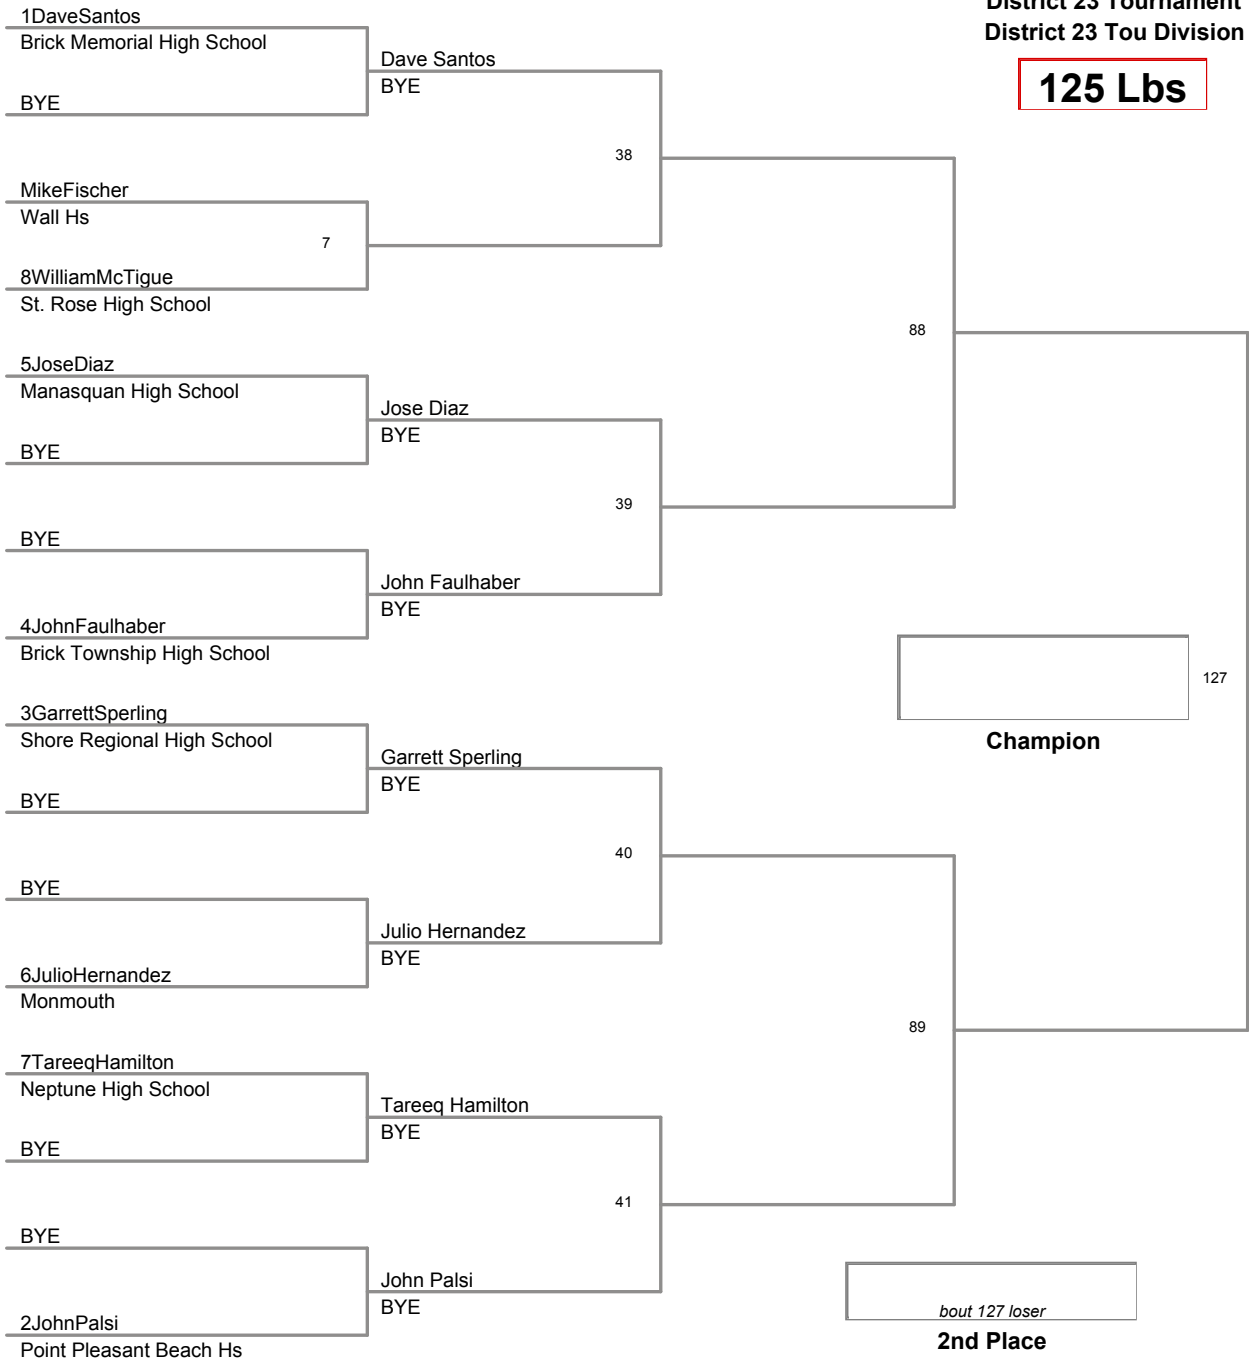 District 23 Tournament
District 23 Tou Division
125 Lbs
1DaveSantos
Brick Memorial High School
Dave Santos
BYE
BYE
38
MikeFischer
Wall Hs
7
8WilliamMcTigue
St. Rose High School
88
5JoseDiaz
Manasquan High School
Jose Diaz
BYE
BYE
39
BYE
John Faulhaber
BYE
4JohnFaulhaber
Brick Township High School
127
Champion
3GarrettSperling
Shore Regional High School
Garrett Sperling
BYE
BYE
40
BYE
Julio Hernandez
BYE
6JulioHernandez
Monmouth
89
7TareeqHamilton
Neptune High School
Tareeq Hamilton
BYE
BYE
41
BYE
John Palsi
BYE
2JohnPalsi
Point Pleasant Beach Hs
bout 127 loser
2nd Place